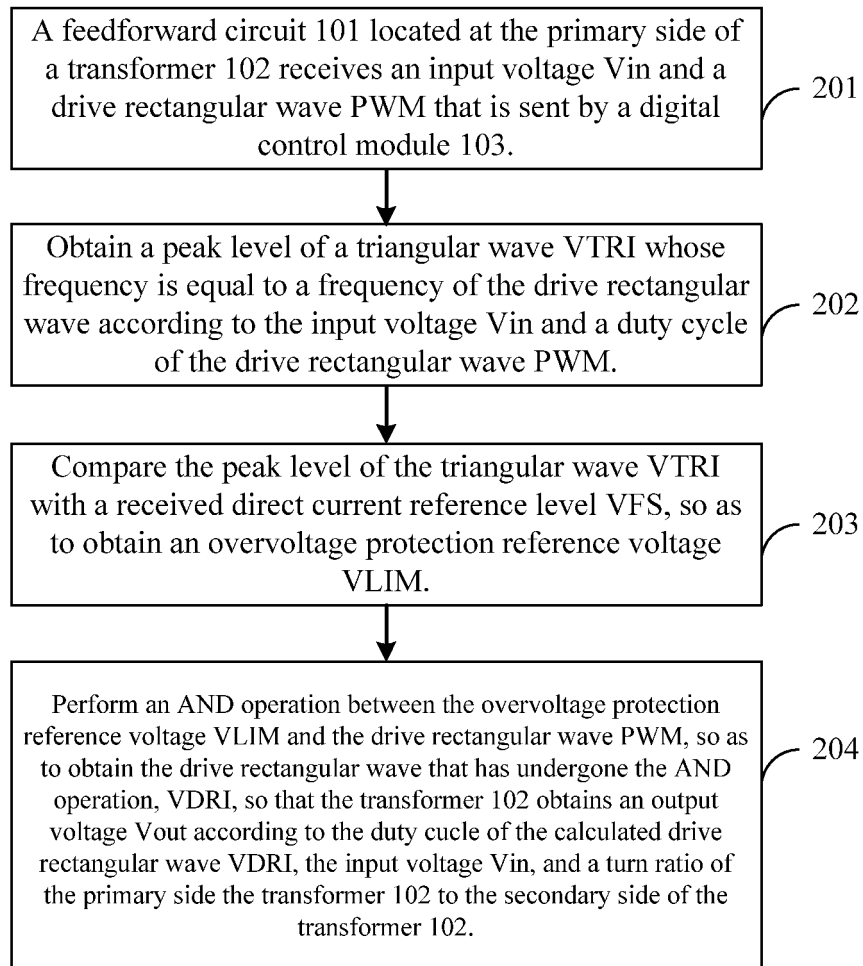 A feedforward circuit 101 located at the primary side of
a transformer 102 receives an input voltage Vin and a
drive rectangular wave PWM that is sent by a digital
control module 103.
201
Obtain a peak level of a triangular wave VTRI whose
frequency is equal to a frequency of the drive rectangular
wave according to the input voltage Vin and a duty cycle
of the drive rectangular wave PWM.
202
Compare the peak level of the triangular wave VTRI
with a received direct current reference level VFS, so as
to obtain an overvoltage protection reference voltage
VLIM.
203
Perform an AND operation between the overvoltage protection
reference voltage VLIM and the drive rectangular wave PWM, so as
to obtain the drive rectangular wave that has undergone the AND
operation, VDRI, so that the transformer 102 obtains an output
voltage Vout according to the duty cucle of the calculated drive
rectangular wave VDRI, the input voltage Vin, and a turn ratio of
the primary side the transformer 102 to the secondary side of the
transformer 102.
204